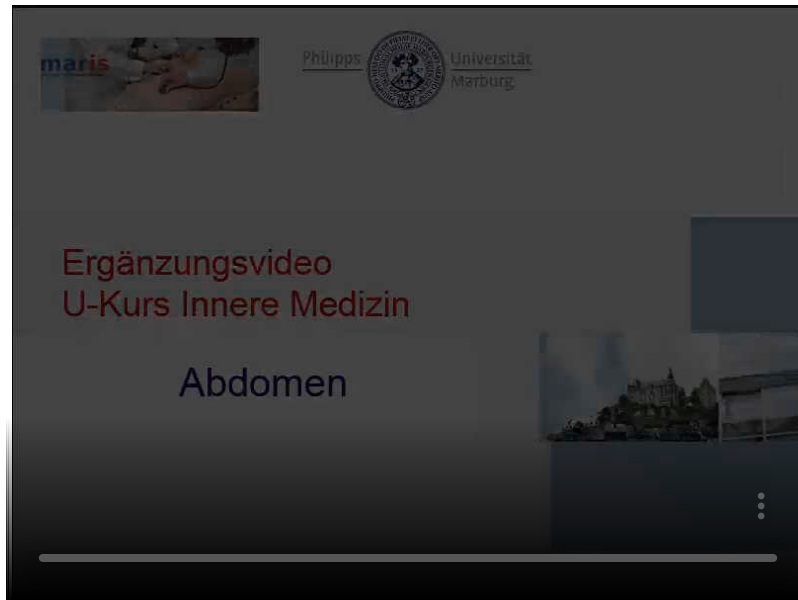 maris
Philipps Universität
Marburg
Ergänzungsvideo
U-Kurs Innere Medizin
Abdomen